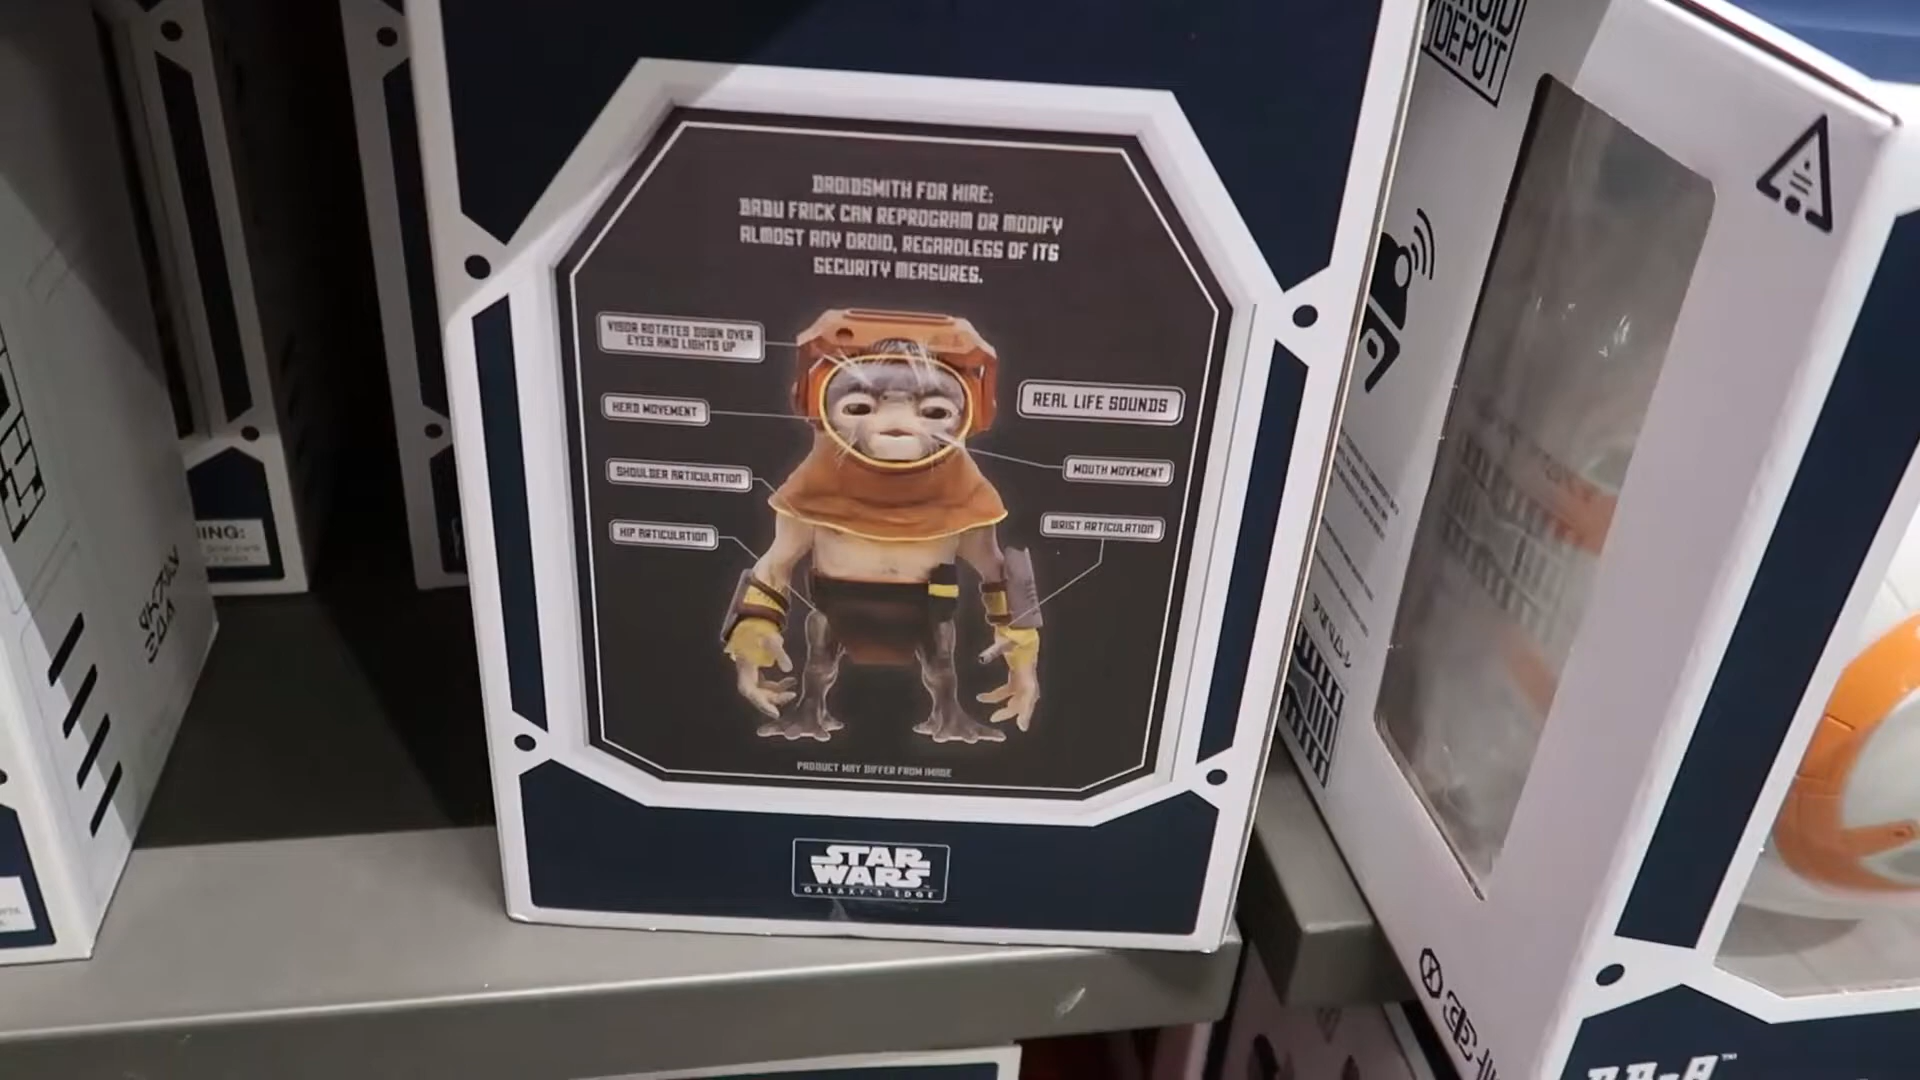 DROIDSMITH FOR HIRE:
BABU FRICK CAN REPROGRAM OR MODIFY
ALMOST ANY DROID, REGARDLESS OF ITS
SECURITY MEASURES.
VISOR ROTATES DOWN OVER
EYES AND LIGHTS UP
HEAD MOVEMENT
SHOULDER ARTICULATION
HIP ARTICULATION
REAL LIFE SOUNDS
MOUTH MOVEMENT
WRIST ARTICULATION
PRODUCT MAY DIFFER FROM IMAGE
STAR
WARS
GALAXY'S EDGE
DROID
DEPOT
BB-8™